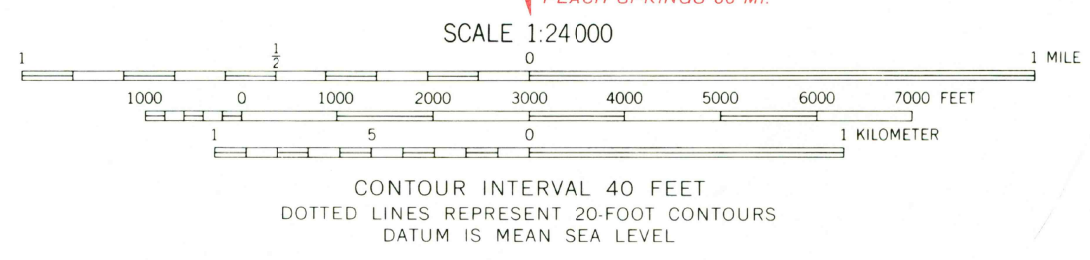 PEACH SPRINGS
SCALE 1:24 000
1 ½ 0 1 MILE
1000 0 1000 2000 3000 4000 5000 6000 7000 FEET
1 5 0 1 KILOMETER
CONTOUR INTERVAL 40 FEET
DOTTED LINES REPRESENT 20-FOOT CONTOURS
DATUM IS MEAN SEA LEVEL